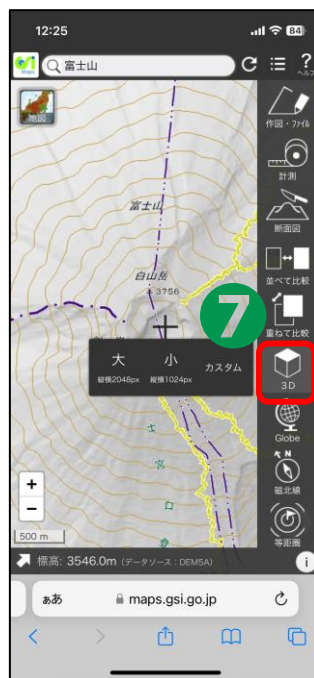 12:25
84
Maps
富士山
ヘルプ
地図
作図・ファイル
計測
断面図
富士山
並べて比較
白山岳
3756
7
重ねて比較
大
小
カスタム
縦横2048px
縦横1024px
3D
Globe
宮
口
N
磁北線
+
−
500 m
等距圏
標高: 3546.0m (データソース：DEM5A)
i
ぁあ
maps.gsi.go.jp